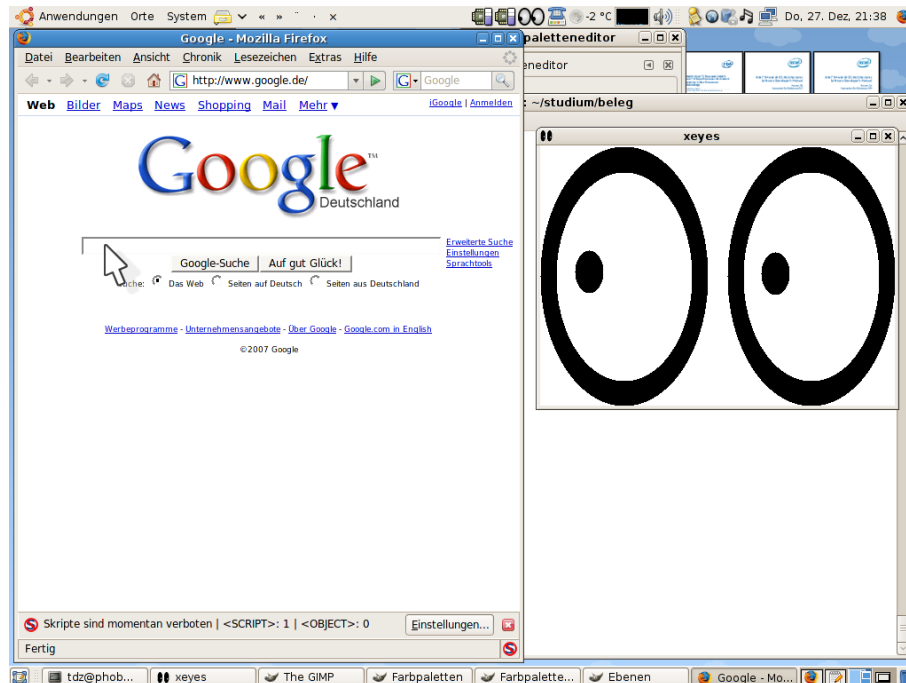 Anwendungen Orte System
-2 °C
Do, 27. Dez, 21:38
Google - Mozilla Firefox
Datei Bearbeiten Ansicht Chronik Lesezeichen Extras Hilfe
http://www.google.de/
Google
Web Bilder Maps News Shopping Mail Mehr ▼
iGoogle | Anmelden
Google™
Deutschland
Erweiterte Suche
Einstellungen
Sprachtools
Google-Suche Auf gut Glück!
Das Web Seiten auf Deutsch Seiten aus Deutschland
Werbeprogramme - Unternehmensangebote - Über Google - Google.com in English
©2007 Google
Skripte sind momentan verboten | <SCRIPT>: 1 | <OBJECT>: 0
Einstellungen...
Fertig
paletteneditor
eneditor
: ~/studium/beleg
xeyes
tdz@phob... xeyes The GIMP Farbpaletten Farbpalette... Ebenen Google - Mo...